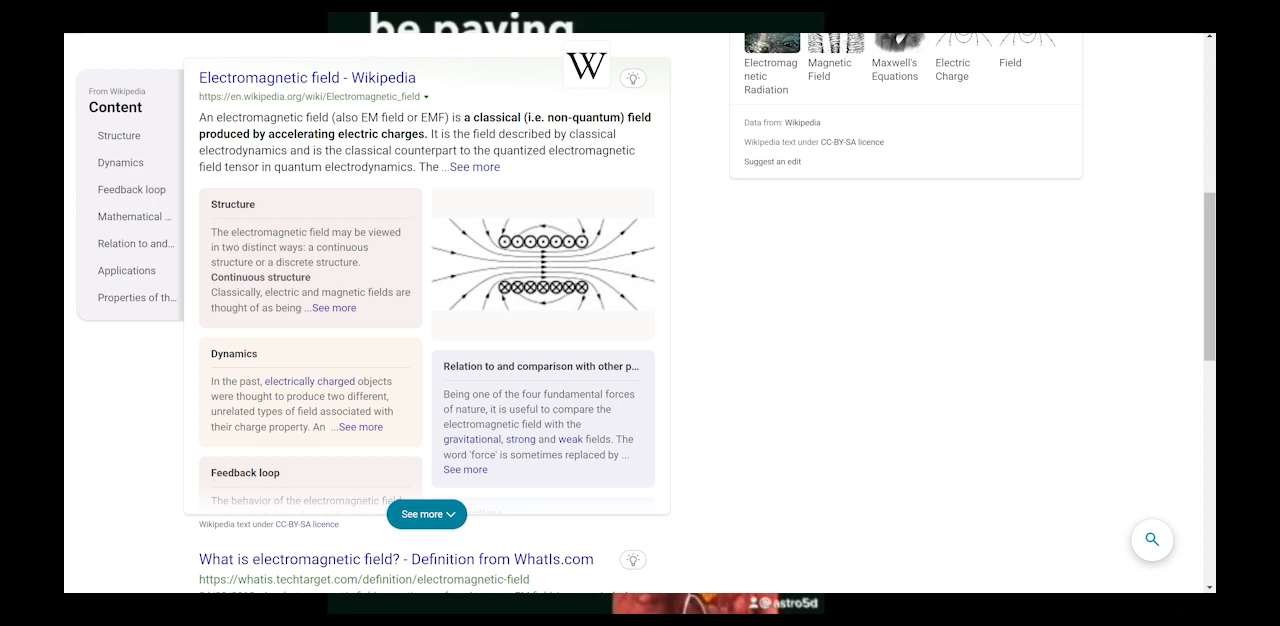 be paying
W
From Wikipedia
Content
Structure
Dynamics
Feedback loop
Mathematical ...
Relation to and...
Applications
Properties of th...
Electromagnetic field - Wikipedia
https://en.wikipedia.org/wiki/Electromagnetic_field
An electromagnetic field (also EM field or EMF) is a classical (i.e. non-quantum) field
produced by accelerating electric charges. It is the field described by classical
electrodynamics and is the classical counterpart to the quantized electromagnetic
field tensor in quantum electrodynamics. The ...See more
Structure
The electromagnetic field may be viewed
in two distinct ways: a continuous
structure or a discrete structure.
Continuous structure
Classically, electric and magnetic fields are
thought of as being ...See more
Dynamics
In the past, electrically charged objects
were thought to produce two different,
unrelated types of field associated with
their charge property. An ...See more
Feedback loop
The behavior of the electromagnetic field
Relation to and comparison with other p...
Being one of the four fundamental forces
of nature, it is useful to compare the
electromagnetic field with the
gravitational, strong and weak fields. The
word 'force' is sometimes replaced by ...
See more
See more
Wikipedia text under CC-BY-SA licence
What is electromagnetic field? - Definition from WhatIs.com
https://whatis.techtarget.com/definition/electromagnetic-field
Electromag
netic
Radiation
Magnetic
Field
Maxwell's
Equations
Electric
Charge
Field
Data from: Wikipedia
Wikipedia text under CC-BY-SA licence
Suggest an edit
@astro5d